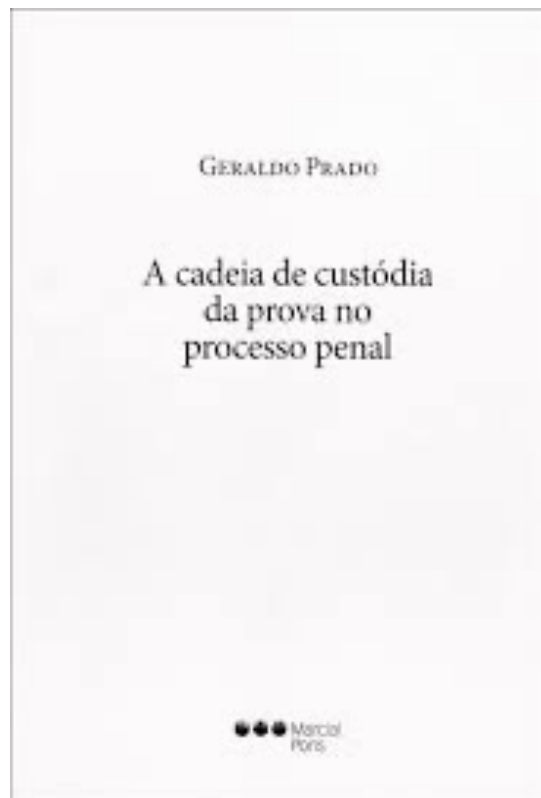 GERALDO PRADO
A cadeia de custódia
da prova no
processo penal
Marcial
Pons